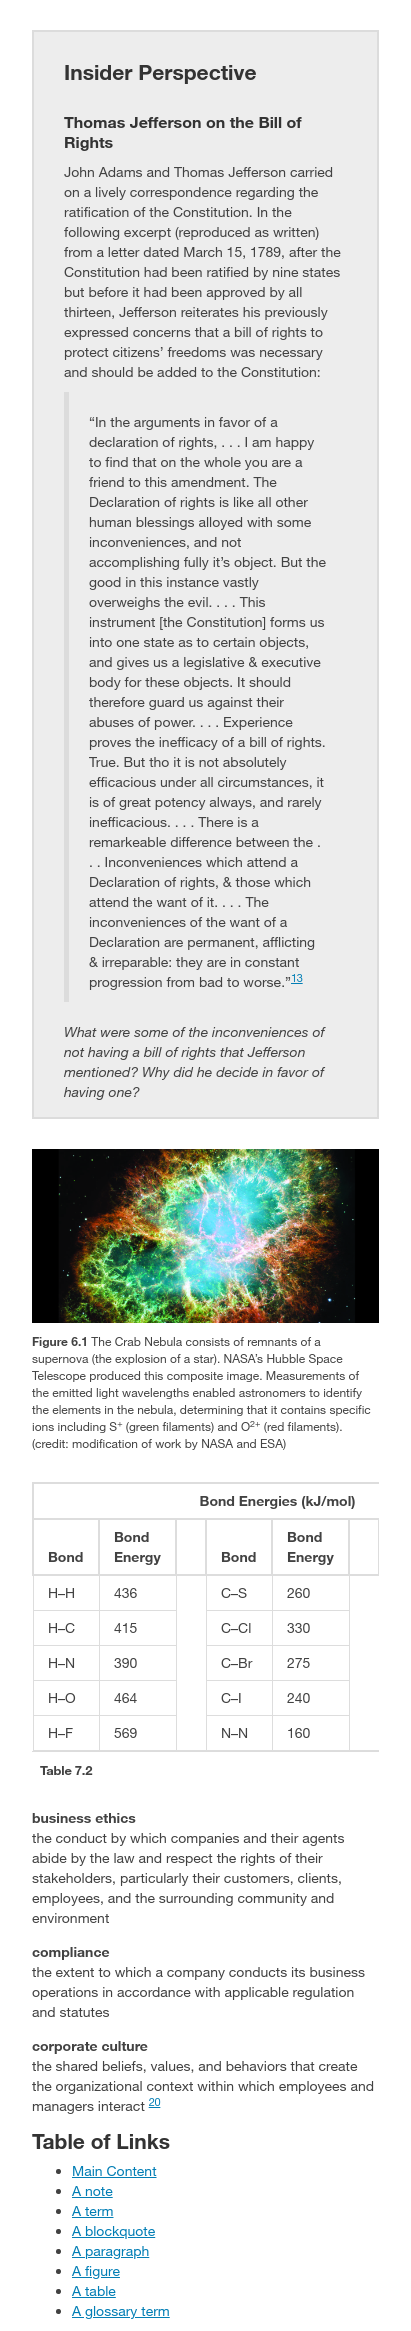 Insider Perspective
Thomas Jefferson on the Bill of
Rights
John Adams and Thomas Jefferson carried
on a lively correspondence regarding the
ratification of the Constitution. In the
following excerpt (reproduced as written)
from a letter dated March 15, 1789, after the
Constitution had been ratified by nine states
but before it had been approved by all
thirteen, Jefferson reiterates his previously
expressed concerns that a bill of rights to
protect citizens’ freedoms was necessary
and should be added to the Constitution:
“In the arguments in favor of a
declaration of rights, . . . I am happy
to find that on the whole you are a
friend to this amendment. The
Declaration of rights is like all other
human blessings alloyed with some
inconveniences, and not
accomplishing fully it’s object. But the
good in this instance vastly
overweighs the evil. . . . This
instrument [the Constitution] forms us
into one state as to certain objects,
and gives us a legislative & executive
body for these objects. It should
therefore guard us against their
abuses of power. . . . Experience
proves the inefficacy of a bill of rights.
True. But tho it is not absolutely
efficacious under all circumstances, it
is of great potency always, and rarely
inefficacious. . . . There is a
remarkeable difference between the .
. . Inconveniences which attend a
Declaration of rights, & those which
attend the want of it. . . . The
inconveniences of the want of a
Declaration are permanent, afflicting
& irreparable: they are in constant
progression from bad to worse.”13
What were some of the inconveniences of
not having a bill of rights that Jefferson
mentioned? Why did he decide in favor of
having one?
Figure 6.1 The Crab Nebula consists of remnants of a
supernova (the explosion of a star). NASA’s Hubble Space
Telescope produced this composite image. Measurements of
the emitted light wavelengths enabled astronomers to identify
the elements in the nebula, determining that it contains specific
ions including S⁺ (green filaments) and O²⁺ (red filaments).
(credit: modification of work by NASA and ESA)
Bond Energies (kJ/mol)
Bond Bond Energy Bond Bond Energy
H–H 436 C–S 260
H–C 415 C–Cl 330
H–N 390 C–Br 275
H–O 464 C–I 240
H–F 569 N–N 160
Table 7.2
business ethics
the conduct by which companies and their agents
abide by the law and respect the rights of their
stakeholders, particularly their customers, clients,
employees, and the surrounding community and
environment
compliance
the extent to which a company conducts its business
operations in accordance with applicable regulation
and statutes
corporate culture
the shared beliefs, values, and behaviors that create
the organizational context within which employees and
managers interact 20
Table of Links
Main Content
A note
A term
A blockquote
A paragraph
A figure
A table
A glossary term